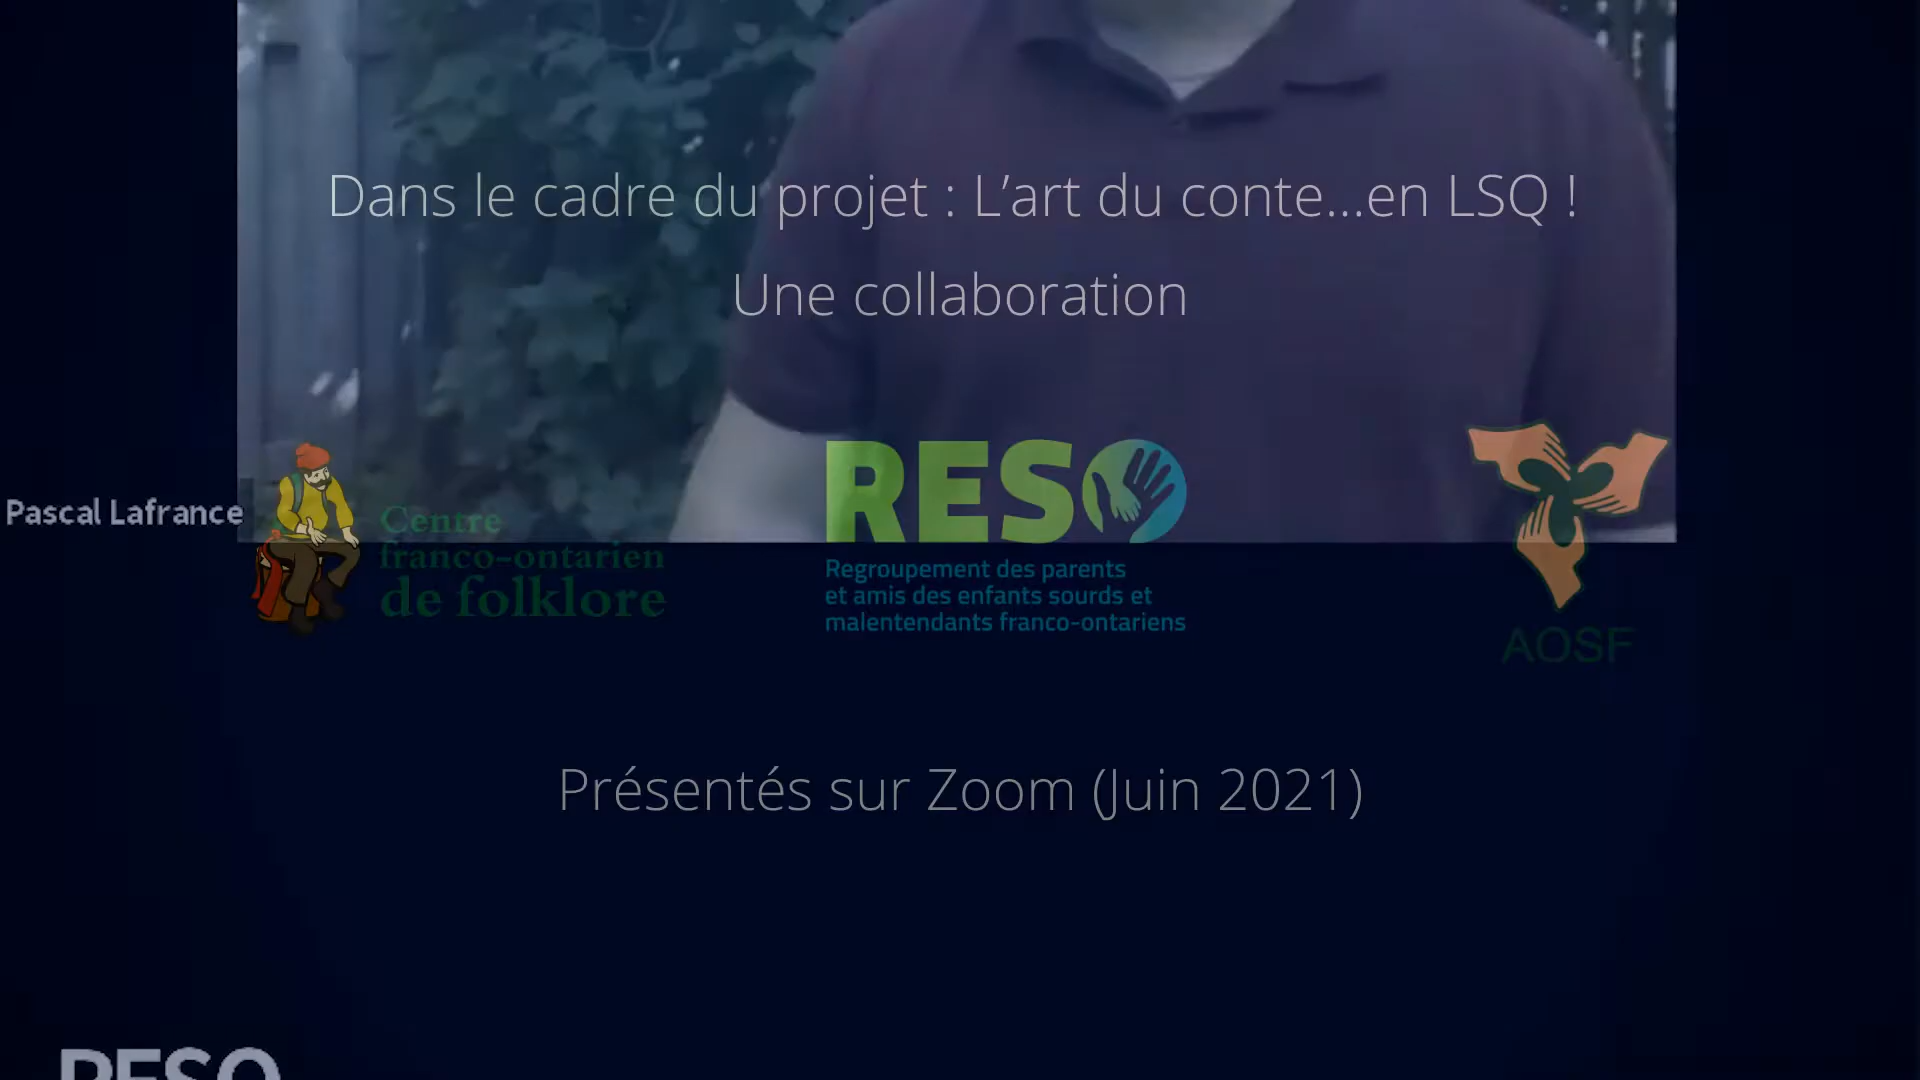 Dans le cadre du projet : L’art du conte...en LSQ !
Une collaboration
Pascal Lafrance
Centre
franco-ontarien
de folklore
RESO
Regroupement des parents
et amis des enfants sourds et
malentendants franco-ontariens
AOSF
Présentés sur Zoom (Juin 2021)
RESO